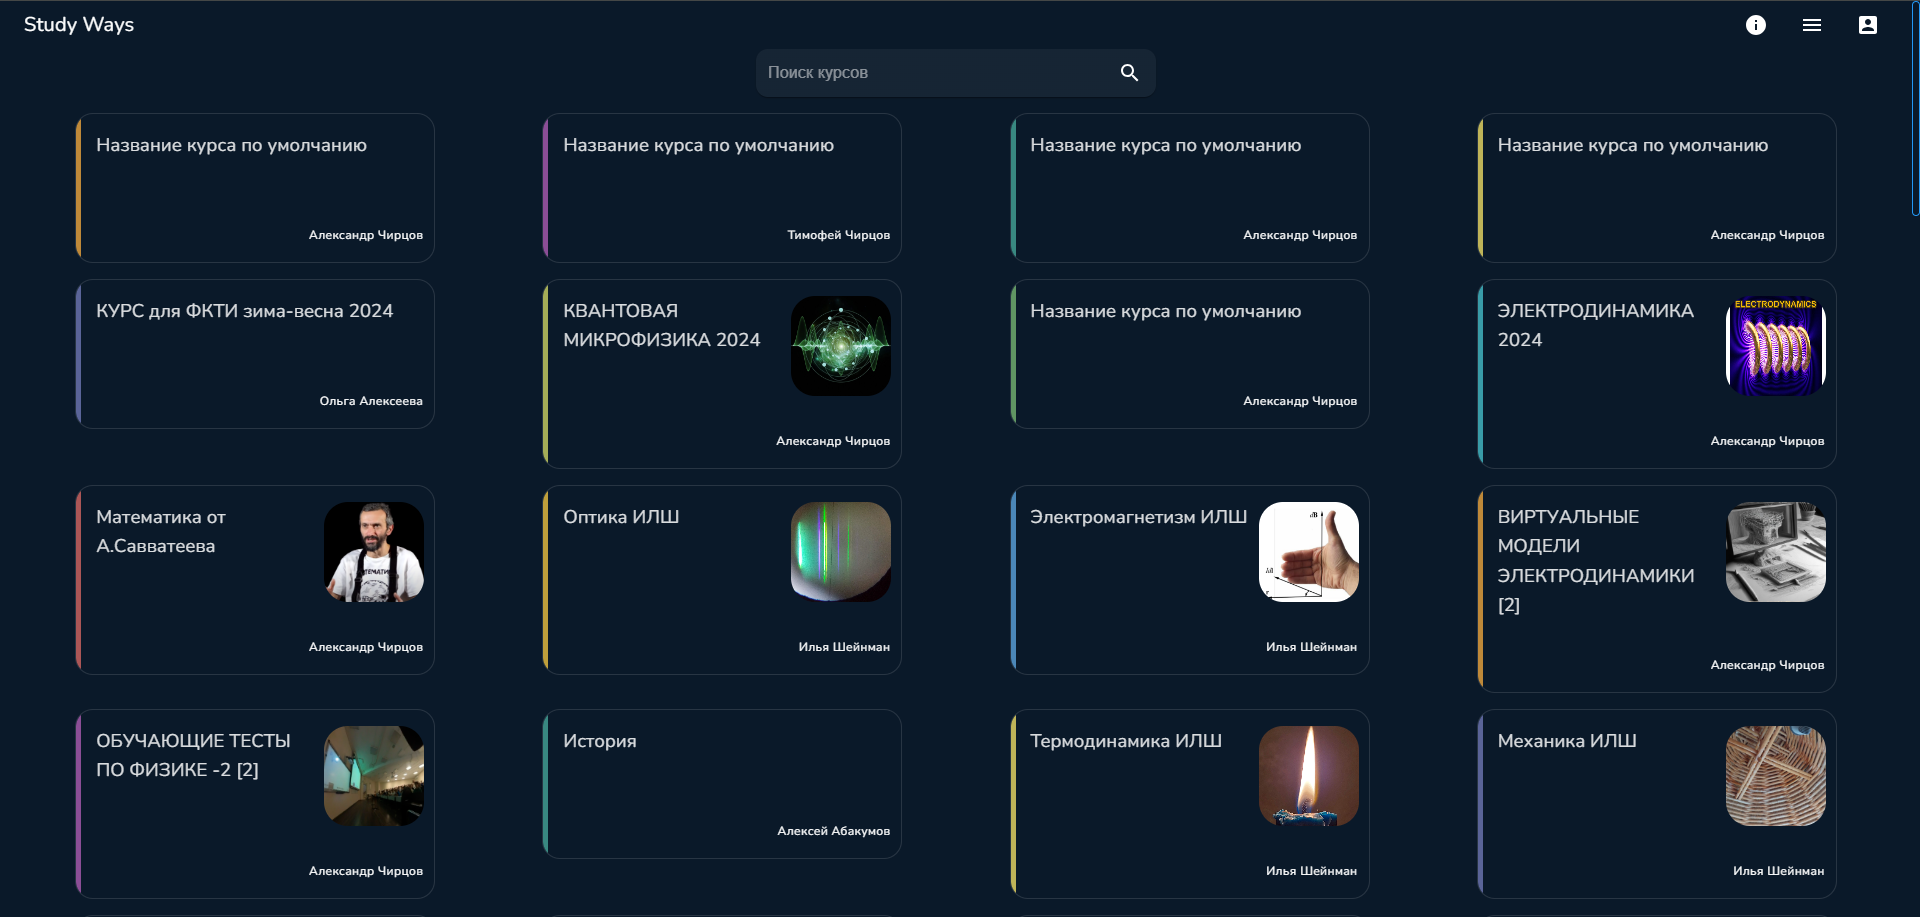 Study Ways
Поиск курсов
Название курса по умолчанию
Александр Чирцов
Название курса по умолчанию
Тимофей Чирцов
Название курса по умолчанию
Александр Чирцов
Название курса по умолчанию
Александр Чирцов
КУРС для ФКТИ зима-весна 2024
Ольга Алексеева
КВАНТОВАЯ
МИКРОФИЗИКА 2024
Александр Чирцов
Название курса по умолчанию
Александр Чирцов
ЭЛЕКТРОДИНАМИКА
2024
ELECTRODYNAMICS
Александр Чирцов
Математика от
А.Савватеева
Александр Чирцов
Оптика ИЛШ
Илья Шейнман
Электромагнетизм ИЛШ
Илья Шейнман
ВИРТУАЛЬНЫЕ
МОДЕЛИ
ЭЛЕКТРОДИНАМИКИ
[2]
Александр Чирцов
ОБУЧАЮЩИЕ ТЕСТЫ
ПО ФИЗИКЕ -2 [2]
Александр Чирцов
История
Алексей Абакумов
Термодинамика ИЛШ
Илья Шейнман
Механика ИЛШ
Илья Шейнман